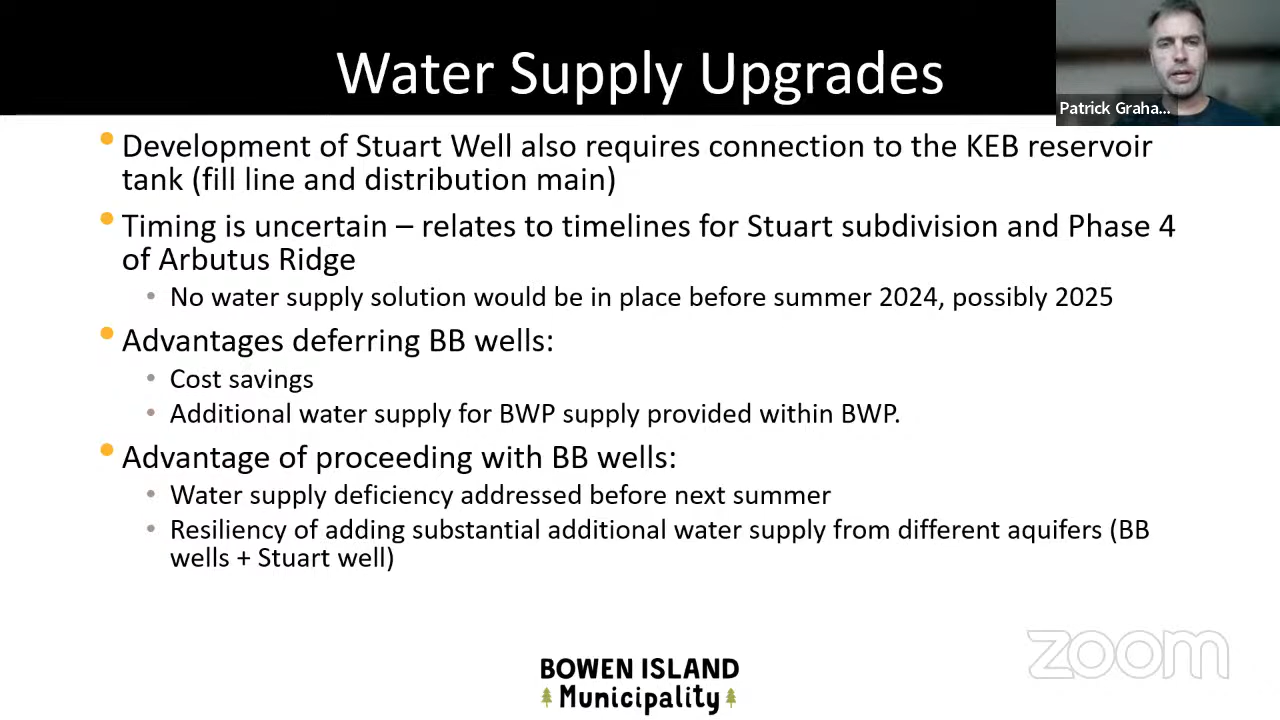 Water Supply Upgrades
Patrick Graha...
• Development of Stuart Well also requires connection to the KEB reservoir
tank (fill line and distribution main)
• Timing is uncertain – relates to timelines for Stuart subdivision and Phase 4
of Arbutus Ridge
• No water supply solution would be in place before summer 2024, possibly 2025
• Advantages deferring BB wells:
• Cost savings
• Additional water supply for BWP supply provided within BWP.
• Advantage of proceeding with BB wells:
• Water supply deficiency addressed before next summer
• Resiliency of adding substantial additional water supply from different aquifers (BB
wells + Stuart well)
zoom
BOWEN ISLAND
Municipality